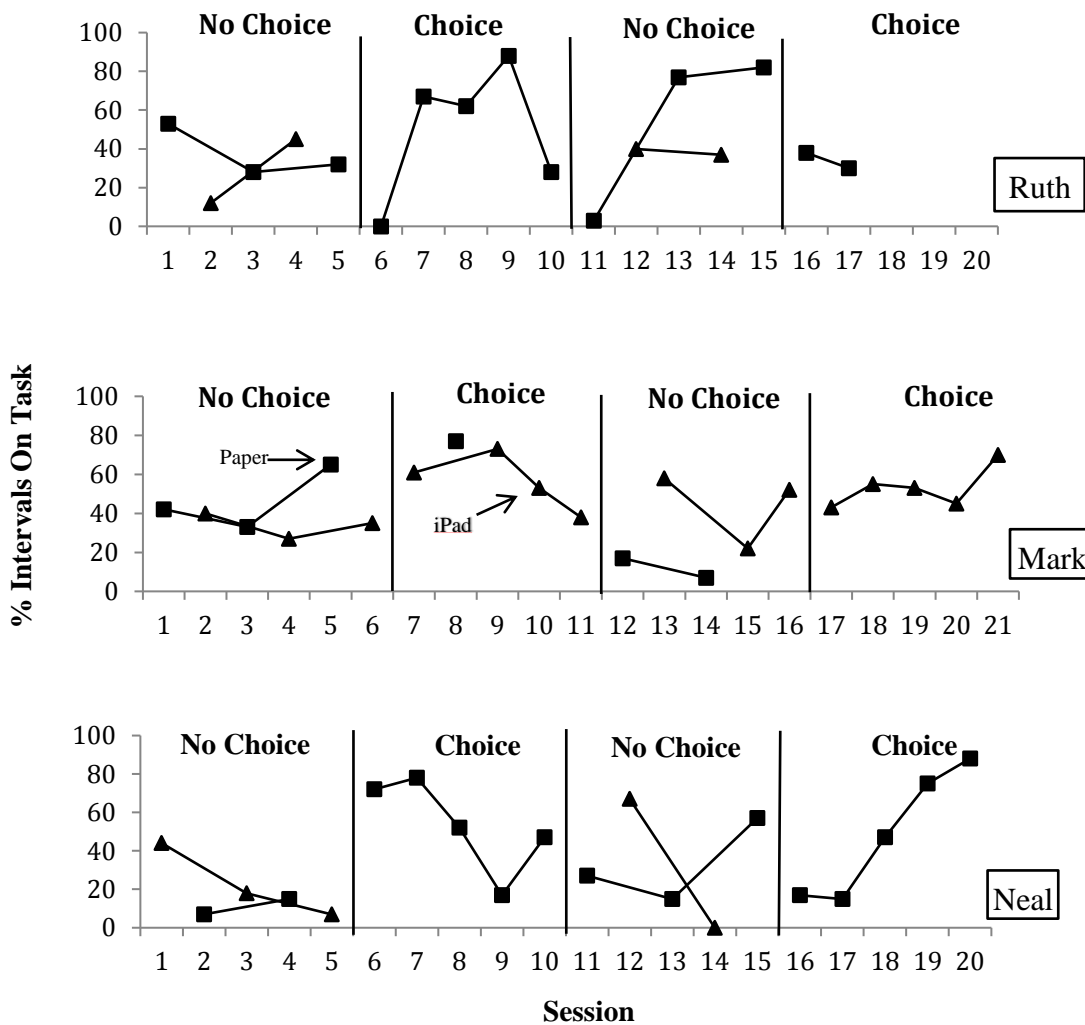 No Choice Choice No Choice Choice
100
80
60
40
20
0
1 2 3 4 5 6 7 8 9 10 11 12 13 14 15 16 17 18 19 20
Ruth
% Intervals On Task
No Choice Choice No Choice Choice
100
80
60
40
20
0
Paper
iPad
1 2 3 4 5 6 7 8 9 10 11 12 13 14 15 16 17 18 19 20 21
Mark
No Choice Choice No Choice Choice
100
80
60
40
20
0
1 2 3 4 5 6 7 8 9 10 11 12 13 14 15 16 17 18 19 20
Neal
Session